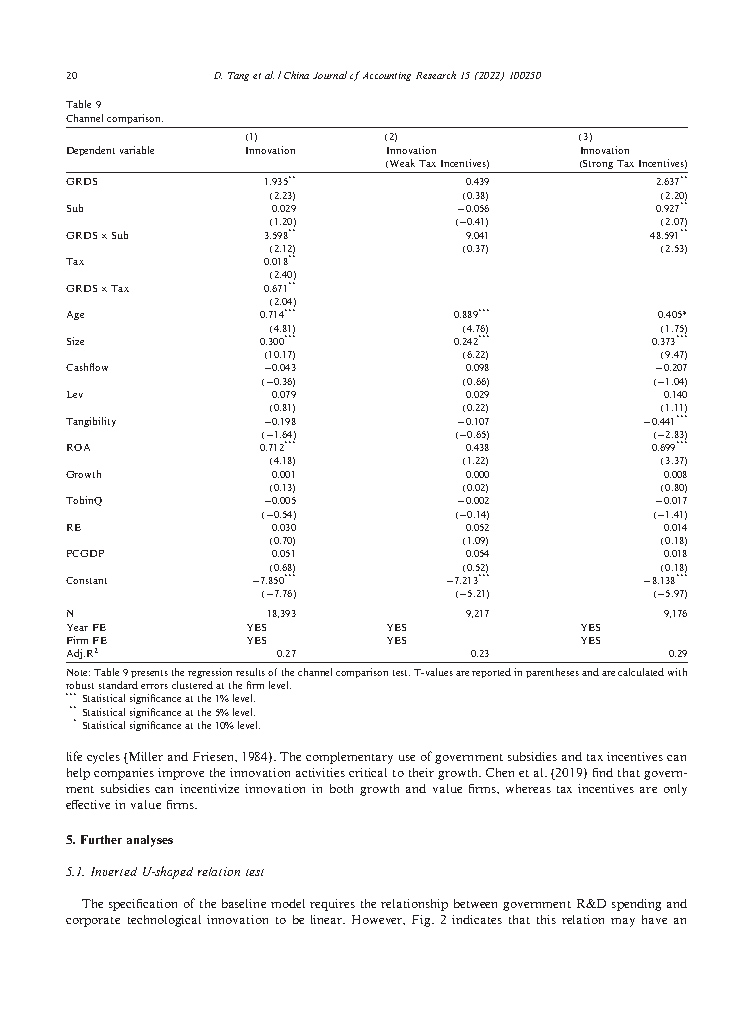 20
D. Tang et al. / China Journal of Accounting Research 15 (2022) 100250
Table 9
Channel comparison.
(1) (2) (3)
Dependent variable Innovation Innovation Innovation
(Weak Tax Incentives) (Strong Tax Incentives)
GRDS 1.935** 0.439 2.637**
(2.23) (0.38) (2.20)
Sub 0.029 −0.056 0.927**
(1.20) (−0.41) (2.07)
GRDS × Sub 3.598** 9.041 48.591**
(2.12) (0.37) (2.53)
Tax 0.018**
(2.40)
GRDS × Tax 0.671**
(2.04)
Age 0.714*** 0.889*** 0.405*
(4.81) (4.76) (1.75)
Size 0.300*** 0.242*** 0.373***
(10.17) (6.22) (9.47)
Cashflow −0.043 0.098 −0.207
(−0.36) (0.66) (−1.04)
Lev 0.079 0.029 0.140
(0.81) (0.22) (1.11)
Tangibility −0.198 −0.107 −0.441***
(−1.64) (−0.65) (−2.83)
ROA 0.712*** 0.438 0.699***
(4.18) (1.22) (3.37)
Growth 0.001 0.000 0.008
(0.13) (0.02) (0.80)
TobinQ −0.005 −0.002 −0.017
(−0.54) (−0.14) (−1.41)
RE 0.030 0.052 0.014
(0.70) (1.09) (0.18)
PCGDP 0.051 0.054 0.018
(0.68) (0.52) (0.18)
Constant −7.850*** −7.213*** −8.138***
(−7.76) (−5.21) (−5.97)
N 18,393 9,217 9,176
Year FE YES YES YES
Firm FE YES YES YES
Adj.R² 0.27 0.23 0.29
Note: Table 9 presents the regression results of the channel comparison test. T-values are reported in parentheses and are calculated with
robust standard errors clustered at the firm level.
*** Statistical significance at the 1% level.
** Statistical significance at the 5% level.
* Statistical significance at the 10% level.
life cycles (Miller and Friesen, 1984). The complementary use of government subsidies and tax incentives can
help companies improve the innovation activities critical to their growth. Chen et al. (2019) find that govern-
ment subsidies can incentivize innovation in both growth and value firms, whereas tax incentives are only
effective in value firms.
5. Further analyses
5.1. Inverted U-shaped relation test
The specification of the baseline model requires the relationship between government R&D spending and
corporate technological innovation to be linear. However, Fig. 2 indicates that this relation may have an